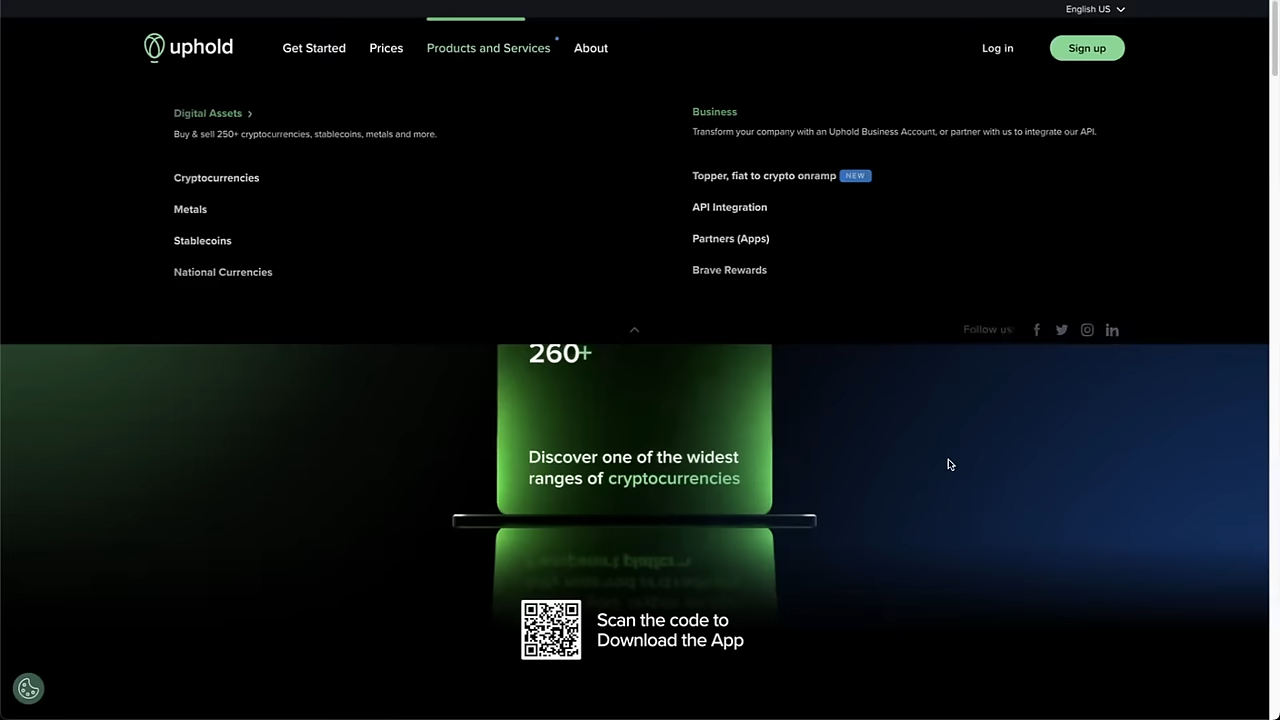 English US
uphold
Get Started
Prices
Products and Services
About
Log in
Sign up
Digital Assets
Buy & sell 250+ cryptocurrencies, stablecoins, metals and more.
Cryptocurrencies
Metals
Stablecoins
National Currencies
Business
Transform your company with an Uphold Business Account, or partner with us to integrate our API.
Topper, fiat to crypto onramp NEW
API Integration
Partners (Apps)
Brave Rewards
Follow us
260+
Discover one of the widest
ranges of cryptocurrencies
Scan the code to
Download the App